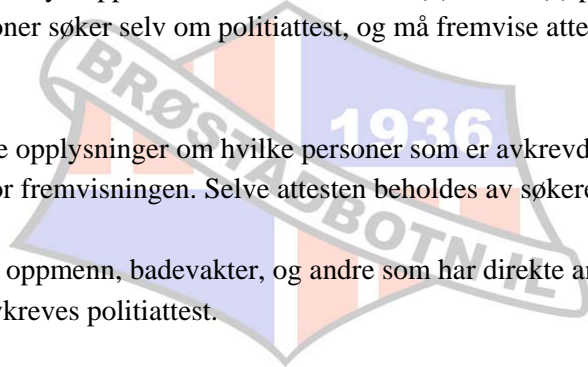 oner søker selv om politiattest, og må fremvise atte
BRØSTADBOTN IL
1936
e opplysninger om hvilke personer som er avkrevd
or fremvisningen. Selve attesten beholdes av søkere
oppmenn, badevakter, og andre som har direkte an
vkreves politiattest.